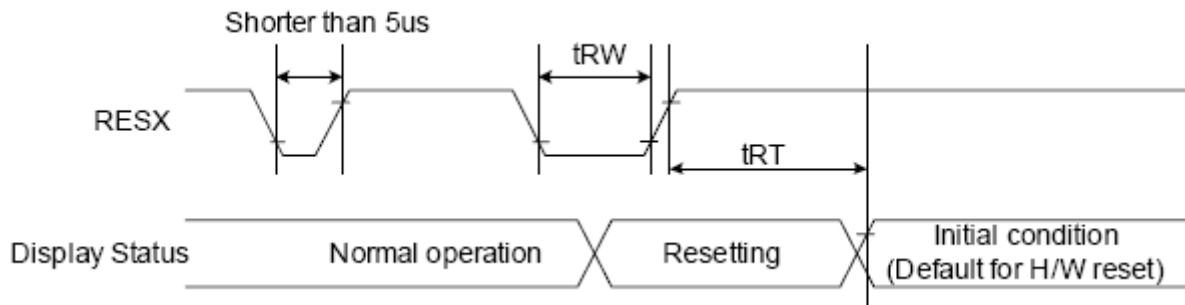 Shorter than 5us
tRW
RESX
tRT
Display Status
Normal operation
Resetting
Initial condition
(Default for H/W reset)